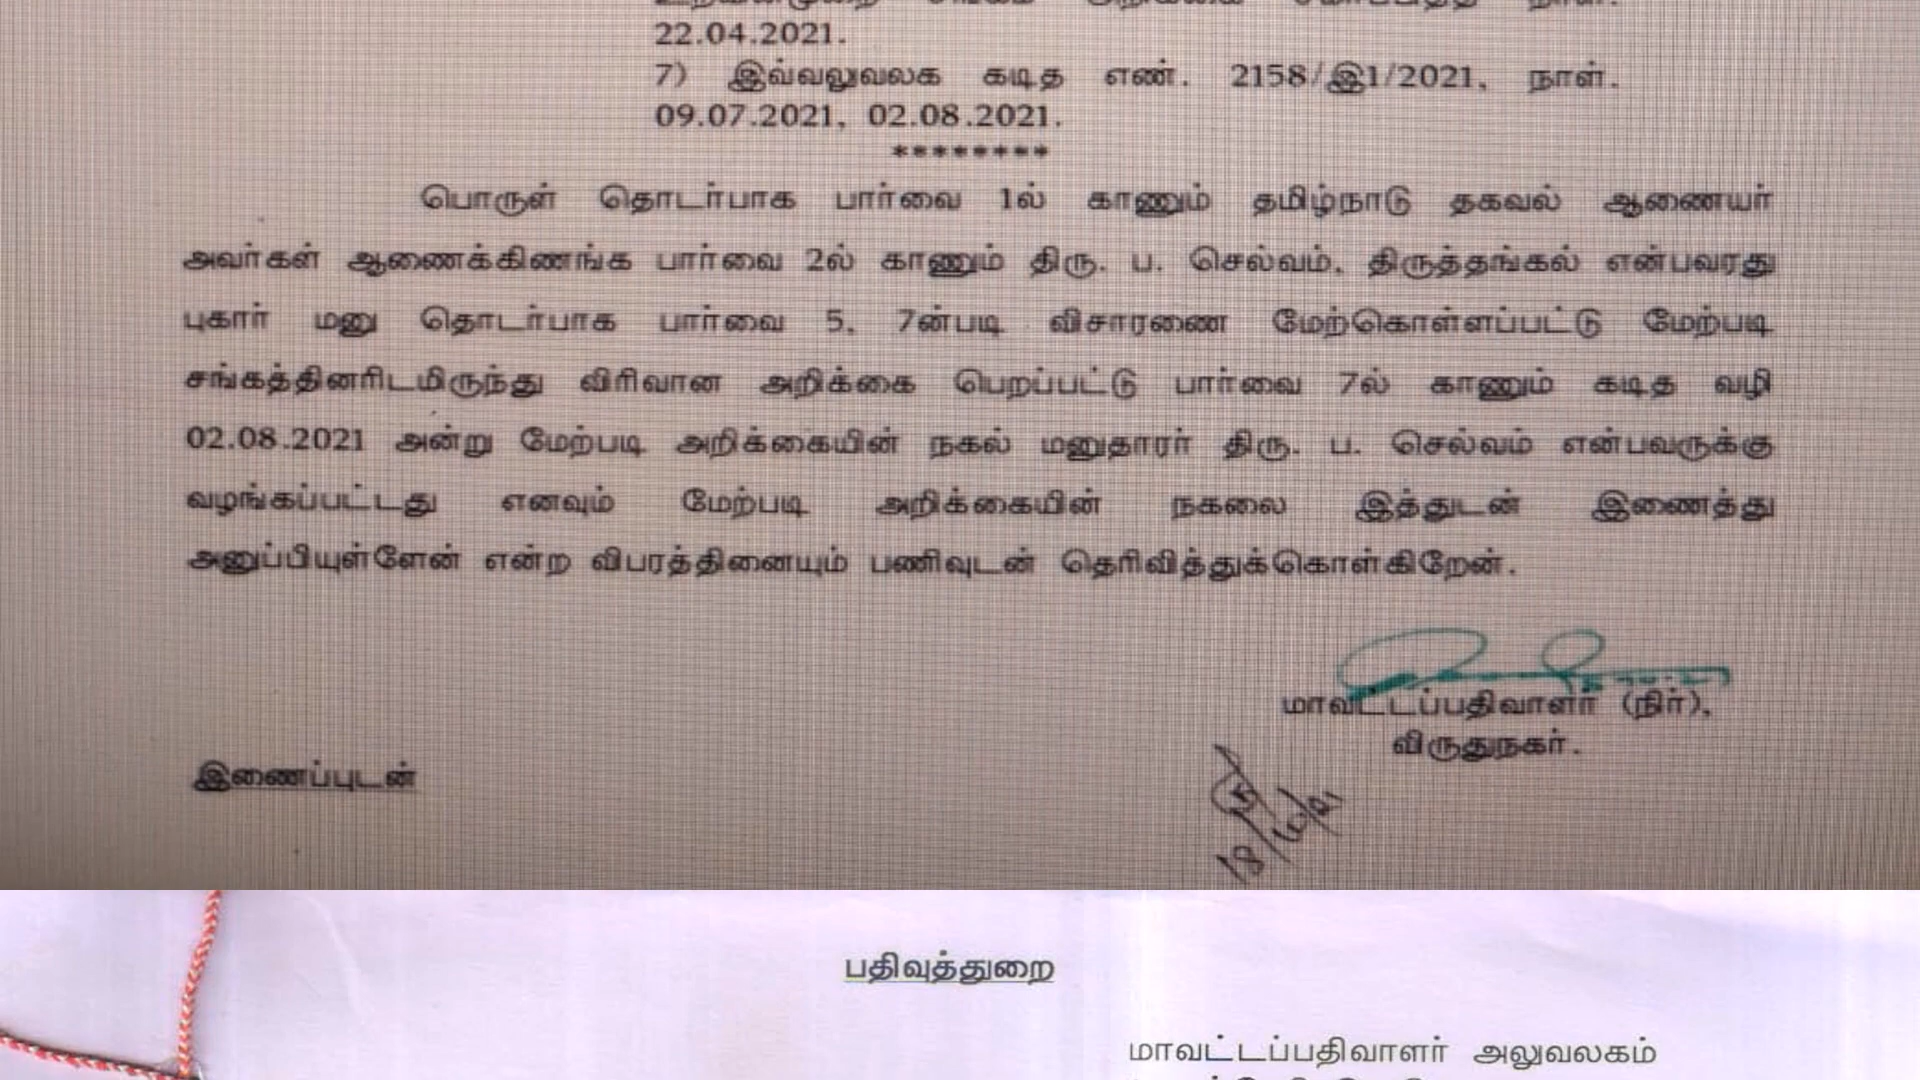 22.04.2021.
7) இவ்வலுவலக கடித எண். 2158/இ1/2021, நாள்.
09.07.2021, 02.08.2021.
********
பொருள் தொடர்பாக பார்வை 1ல் காணும் தமிழ்நாடு தகவல் ஆணையர்
அவர்கள் ஆணைக்கிணங்க பார்வை 2ல் காணும் திரு. ப. செல்வம், திருத்தங்கல் என்பவரது
புகார் மனு தொடர்பாக பார்வை 5, 7ன்படி விசாரணை மேற்கொள்ளப்பட்டு மேற்படி
சங்கத்தினரிடமிருந்து விரிவான அறிக்கை பெறப்பட்டு பார்வை 7ல் காணும் கடித வழி
02.08.2021 அன்று மேற்படி அறிக்கையின் நகல் மனுதாரர் திரு. ப. செல்வம் என்பவருக்கு
வழங்கப்பட்டது எனவும் மேற்படி அறிக்கையின் நகலை இத்துடன் இணைத்து
அனுப்பியுள்ளேன் என்ற விபரத்தினையும் பணிவுடன் தெரிவித்துக்கொள்கிறேன்.
மாவட்டப்பதிவாளர் (நிர்),
விருதுநகர்.
இணைப்புடன்
18/10/21
பதிவுத்துறை
மாவட்டப்பதிவாளர் அலுவலகம்